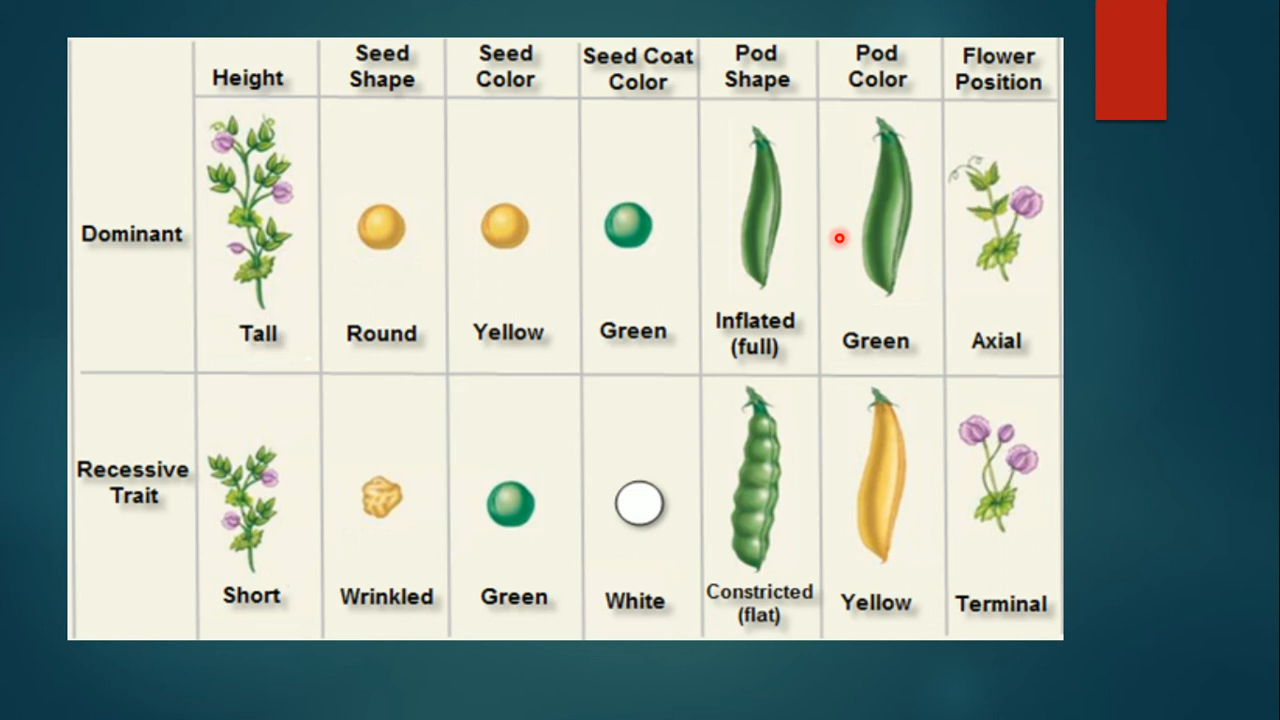 Height
Seed
Shape
Seed
Color
Seed Coat
Color
Pod
Shape
Pod
Color
Flower
Position
Dominant
Tall
Round
Yellow
Green
Inflated
(full)
Green
Axial
Recessive
Trait
Short
Wrinkled
Green
White
Constricted
(flat)
Yellow
Terminal